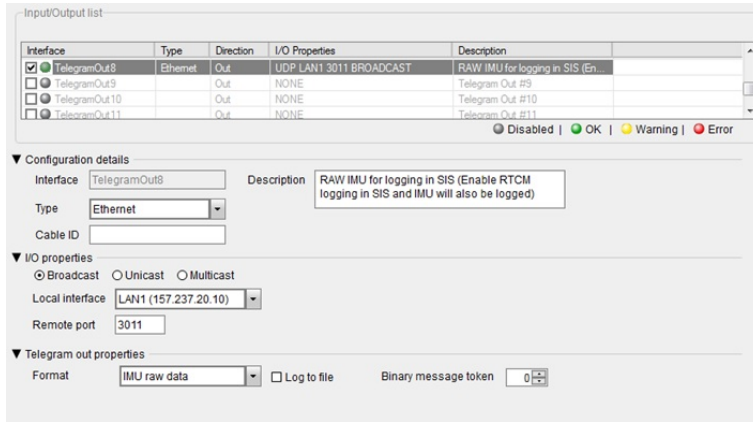 Input/Output list
Interface Type Direction I/O Properties Description
TelegramOut8 Ethernet Out UDP LAN1 3011 BROADCAST RAW IMU for logging in SIS (En...
TelegramOut9 Out NONE Telegram Out #9
TelegramOut10 Out NONE Telegram Out #10
TelegramOut11 Out NONE Telegram Out #11
Disabled | OK | Warning | Error
Configuration details
Interface TelegramOut8 Description RAW IMU for logging in SIS (Enable RTCM
logging in SIS and IMU will also be logged)
Type Ethernet
Cable ID
I/O properties
Broadcast Unicast Multicast
Local interface LAN1 (157.237.20.10)
Remote port 3011
Telegram out properties
Format IMU raw data Log to file Binary message token 0